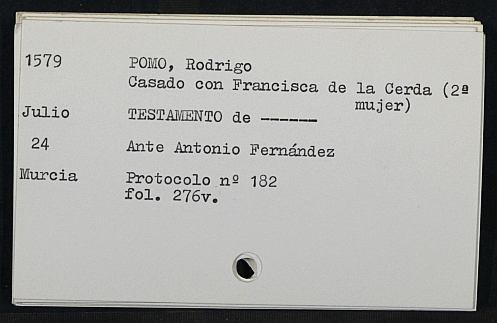 1579 POMO, Rodrigo
Casado con Francisca de la Cerda (2ª
mujer)
Julio TESTAMENTO de ------
24 Ante Antonio Fernández
Murcia Protocolo nº 182
fol. 276v.